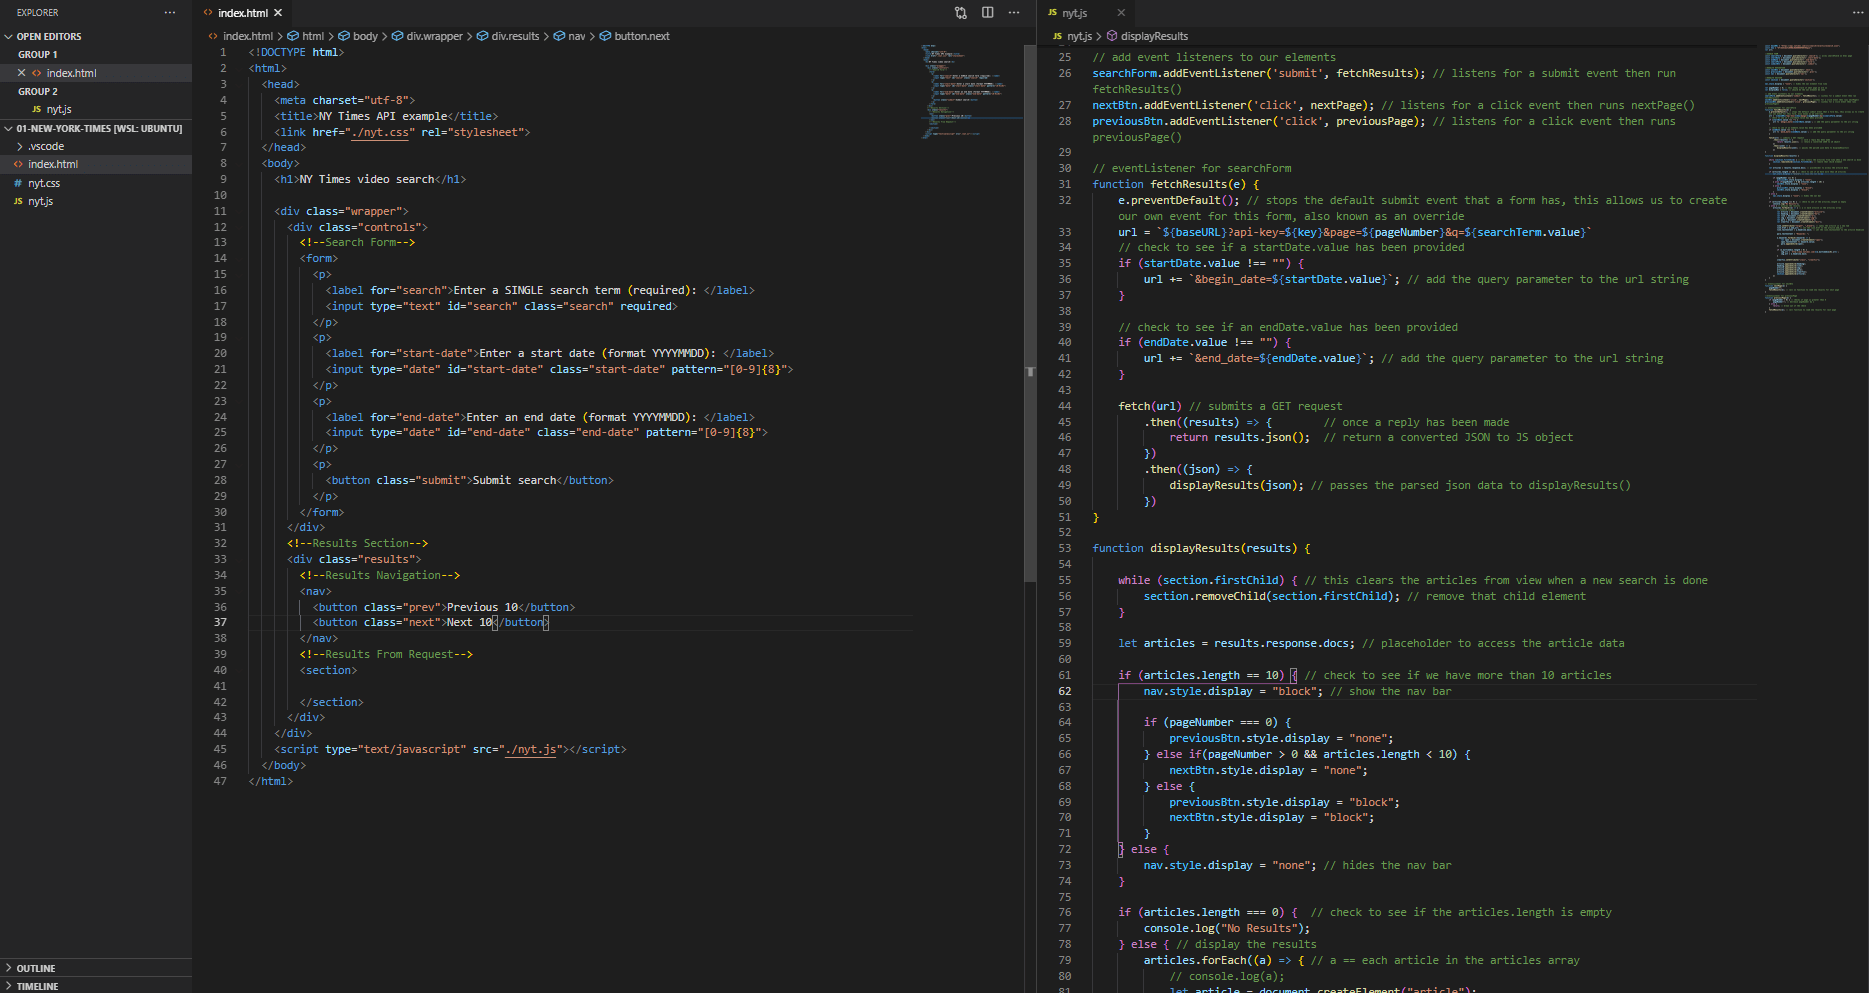 EXPLORER
OPEN EDITORS
GROUP 1
index.html
GROUP 2
JS nyt.js
01-NEW-YORK-TIMES [WSL: UBUNTU]
.vscode
index.html
# nyt.css
JS nyt.js
OUTLINE
TIMELINE
index.html
index.html > html > body > div.wrapper > div.results > nav > button.next
1 <!DOCTYPE html>
2 <html>
3 <head>
4 <meta charset="utf-8">
5 <title>NY Times API example</title>
6 <link href="./nyt.css" rel="stylesheet">
7 </head>
8 <body>
9 <h1>NY Times video search</h1>
10
11 <div class="wrapper">
12 <div class="controls">
13 <!--Search Form-->
14 <form>
15 <p>
16 <label for="search">Enter a SINGLE search term (required): </label>
17 <input type="text" id="search" class="search" required>
18 </p>
19 <p>
20 <label for="start-date">Enter a start date (format YYYYMMDD): </label>
21 <input type="date" id="start-date" class="start-date" pattern="[0-9]{8}">
22 </p>
23 <p>
24 <label for="end-date">Enter an end date (format YYYYMMDD): </label>
25 <input type="date" id="end-date" class="end-date" pattern="[0-9]{8}">
26 </p>
27 <p>
28 <button class="submit">Submit search</button>
29 </p>
30 </form>
31 </div>
32 <!--Results Section-->
33 <div class="results">
34 <!--Results Navigation-->
35 <nav>
36 <button class="prev">Previous 10</button>
37 <button class="next">Next 10</button>
38 </nav>
39 <!--Results From Request-->
40 <section>
41
42 </section>
43 </div>
44 </div>
45 <script type="text/javascript" src="./nyt.js"></script>
46 </body>
47 </html>
JS nyt.js
JS nyt.js > displayResults
25 // add event listeners to our elements
26 searchForm.addEventListener('submit', fetchResults); // listens for a submit event then run
fetchResults()
27 nextBtn.addEventListener('click', nextPage); // listens for a click event then runs nextPage()
28 previousBtn.addEventListener('click', previousPage); // listens for a click event then runs
previousPage()
29
30 // eventListener for searchForm
31 function fetchResults(e) {
32 e.preventDefault(); // stops the default submit event that a form has, this allows us to create
our own event for this form, also known as an override
33 url = `${baseURL}?api-key=${key}&page=${pageNumber}&q=${searchTerm.value}`
34 // check to see if a startDate.value has been provided
35 if (startDate.value !== "") {
36 url += `&begin_date=${startDate.value}`; // add the query parameter to the url string
37 }
38
39 // check to see if an endDate.value has been provided
40 if (endDate.value !== "") {
41 url += `&end_date=${endDate.value}`; // add the query parameter to the url string
42 }
43
44 fetch(url) // submits a GET request
45 .then((results) => { // once a reply has been made
46 return results.json(); // return a converted JSON to JS object
47 })
48 .then((json) => {
49 displayResults(json); // passes the parsed json data to displayResults()
50 })
51 }
52
53 function displayResults(results) {
54
55 while (section.firstChild) { // this clears the articles from view when a new search is done
56 section.removeChild(section.firstChild); // remove that child element
57 }
58
59 let articles = results.response.docs; // placeholder to access the article data
60
61 if (articles.length == 10) { // check to see if we have more than 10 articles
62 nav.style.display = "block"; // show the nav bar
63
64 if (pageNumber === 0) {
65 previousBtn.style.display = "none";
66 } else if(pageNumber > 0 && articles.length < 10) {
67 nextBtn.style.display = "none";
68 } else {
69 previousBtn.style.display = "block";
70 nextBtn.style.display = "block";
71 }
72 } else {
73 nav.style.display = "none"; // hides the nav bar
74 }
75
76 if (articles.length === 0) { // check to see if the articles.length is empty
77 console.log("No Results");
78 } else { // display the results
79 articles.forEach((a) => { // a == each article in the articles array
80 // console.log(a);
81 let article = document.createElement("article");